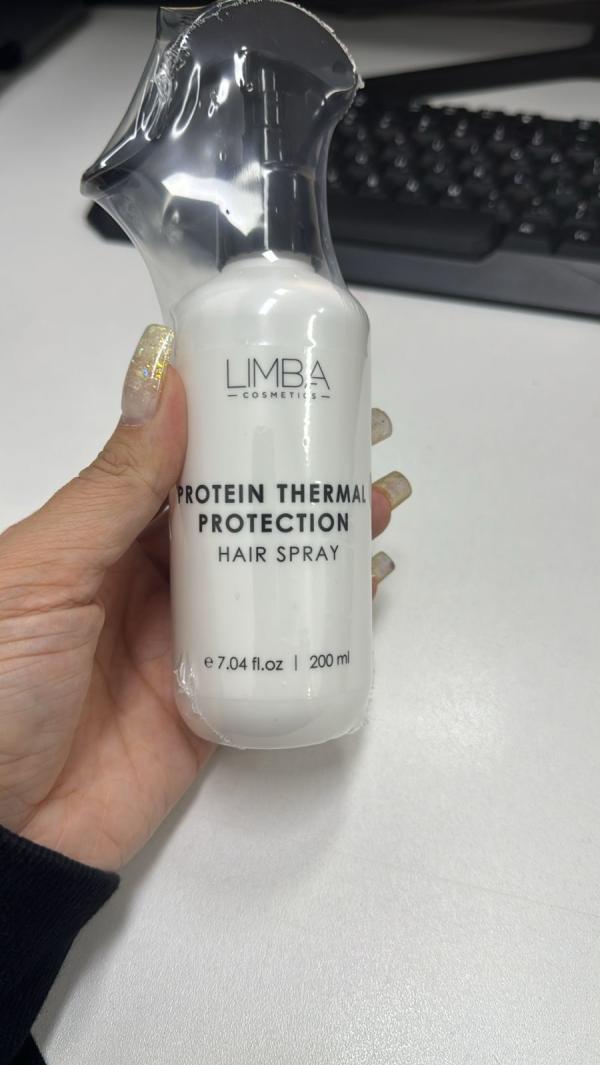 LIMBA
COSMETICS
PROTEIN THERMAL
PROTECTION
HAIR SPRAY
℮ 7.04 fl.oz | 200 ml